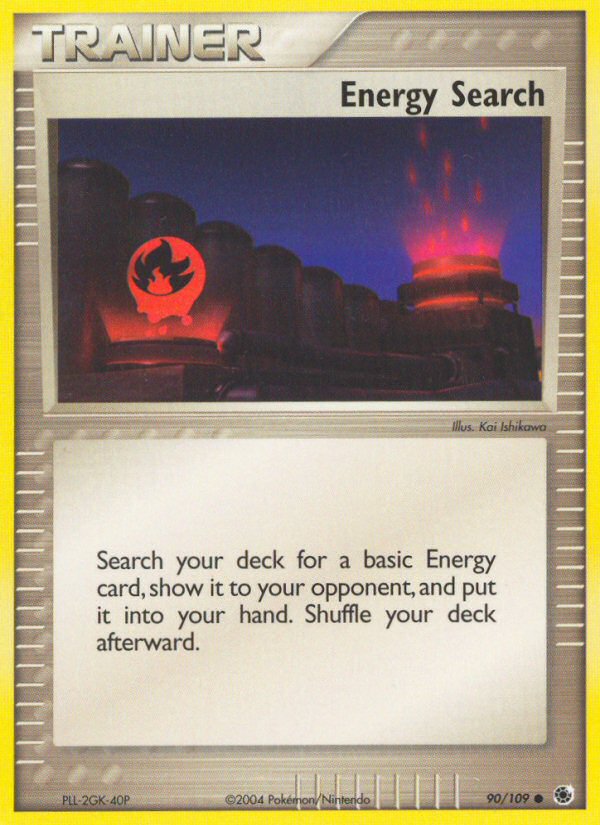 TRAINER
Energy Search
Illus. Kai Ishikawa
Search your deck for a basic Energy
card, show it to your opponent, and put
it into your hand. Shuffle your deck
afterward.
PLL-2GK-40P
©2004 Pokémon/Nintendo
90/109